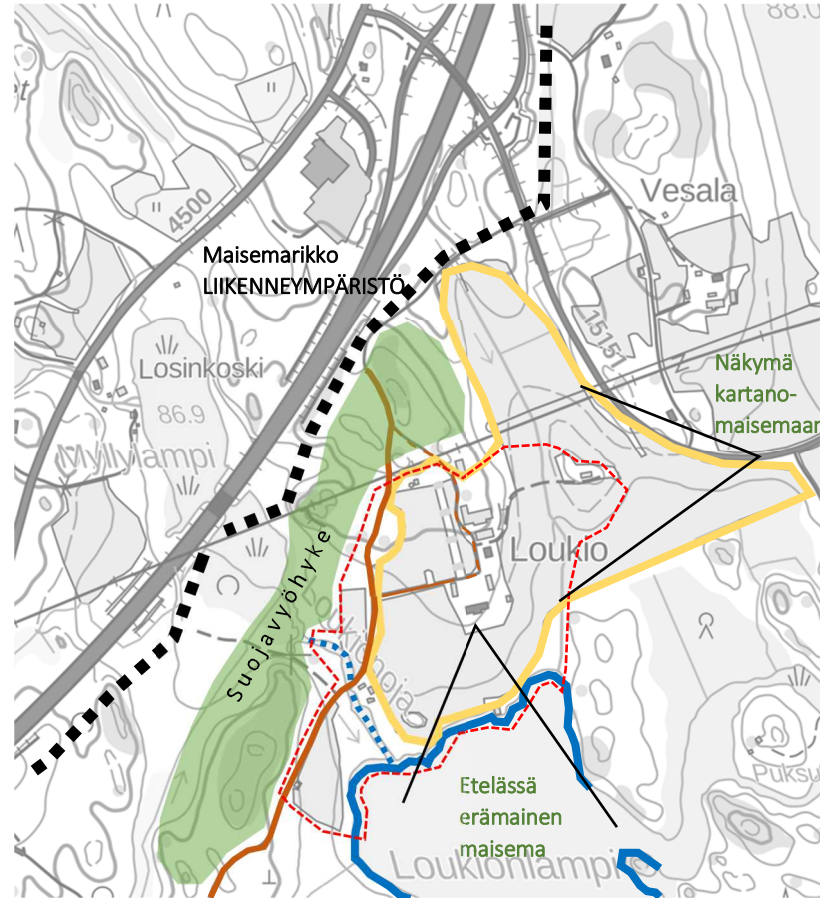 88.0
Vesala
4500
Maisemarikko
LIIKENNEYMPÄRISTÖ
15151
Losinkoski
Näkymä
kartano-
maisemaan
86.9
Myllylampi
Loukio
Suojavyöhyke
Loukionoja
Puksu
Etelässä
erämainen
maisema
Loukionlampi